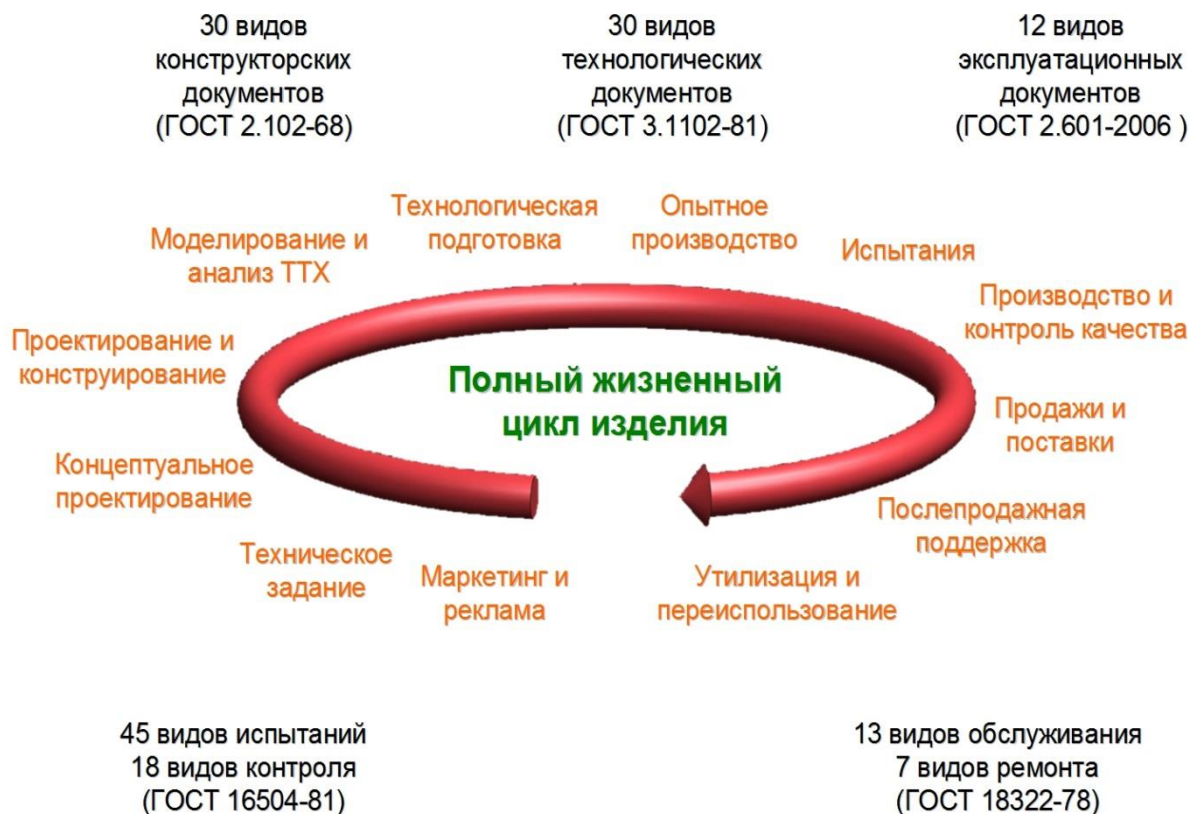 30 видов
конструкторских
документов
(ГОСТ 2.102-68)
30 видов
технологических
документов
(ГОСТ 3.1102-81)
12 видов
эксплуатационных
документов
(ГОСТ 2.601-2006 )
Технологическая
подготовка
Опытное
производство
Моделирование и
анализ ТТХ
Испытания
Производство и
контроль качества
Проектирование и
конструирование
Полный жизненный
цикл изделия
Продажи и
поставки
Концептуальное
проектирование
Послепродажная
поддержка
Техническое
задание
Маркетинг и
реклама
Утилизация и
переиспользование
45 видов испытаний
18 видов контроля
(ГОСТ 16504-81)
13 видов обслуживания
7 видов ремонта
(ГОСТ 18322-78)